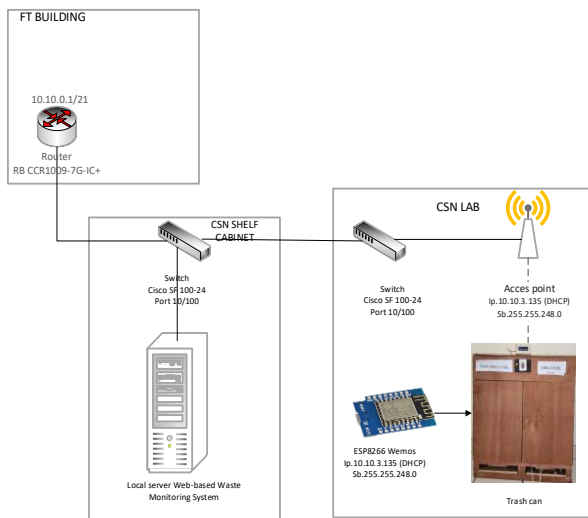 FT BUILDING
10.10.0.1/21
Router
RB CCR1009-7G-IC+
CSN SHELF
CABINET
Switch
Cisco SF 100-24
Port 10/100
Local server Web-based Waste
Monitoring System
CSN LAB
Switch
Cisco SF 100-24
Port 10/100
Acces point
Ip.10.10.3.135 (DHCP)
Sb.255.255.248.0
ESP8266 Wemos
Ip.10.10.3.135 (DHCP)
Sb.255.255.248.0
Trash can